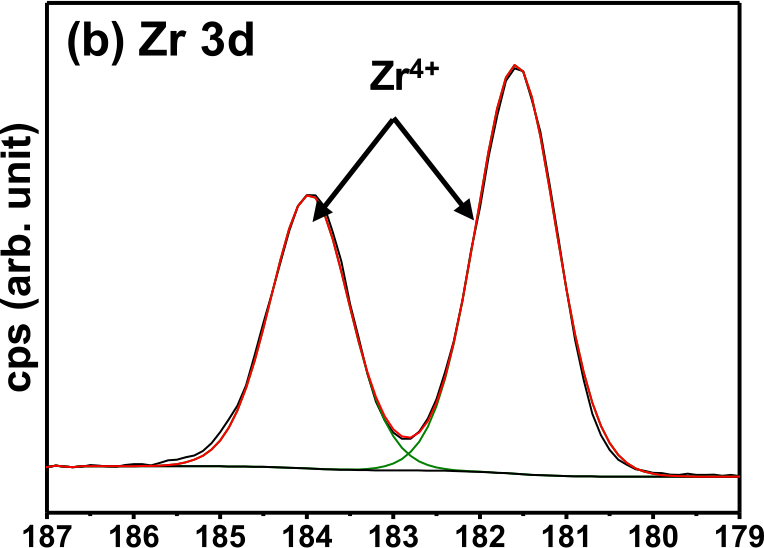 (b) Zr 3d
Zr⁴⁺
cps (arb. unit)
187 186 185 184 183 182 181 180 179